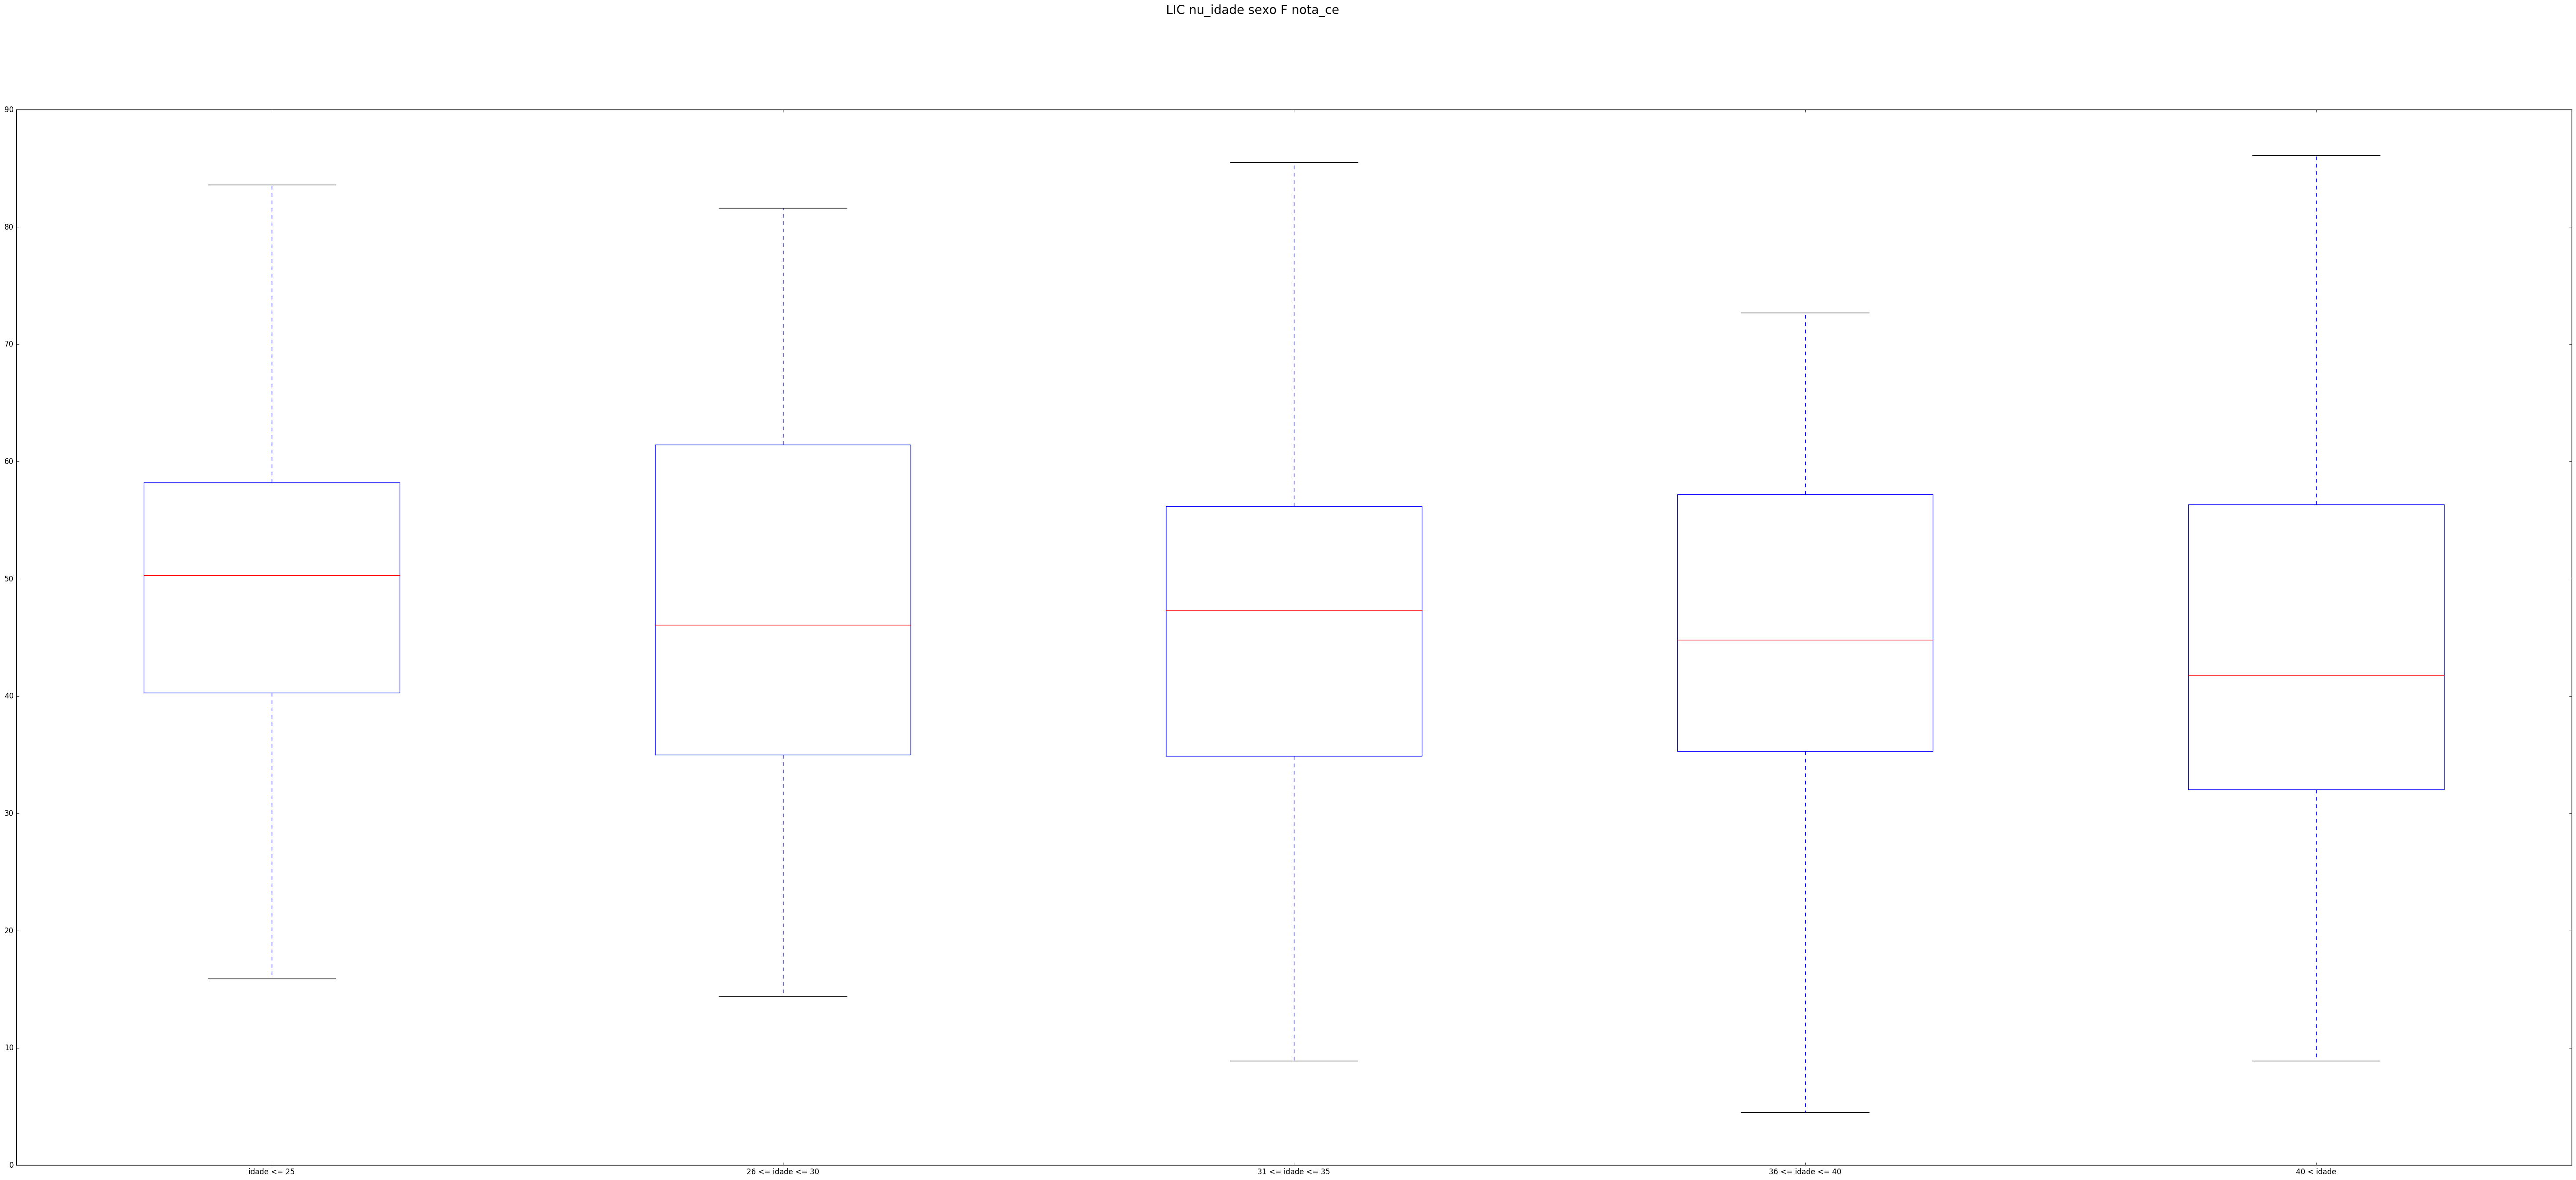 LIC nu_idade sexo F nota_ce
90
80
70
60
50
40
30
20
10
0
idade <= 25
26 <= idade <= 30
31 <= idade <= 35
36 <= idade <= 40
40 < idade